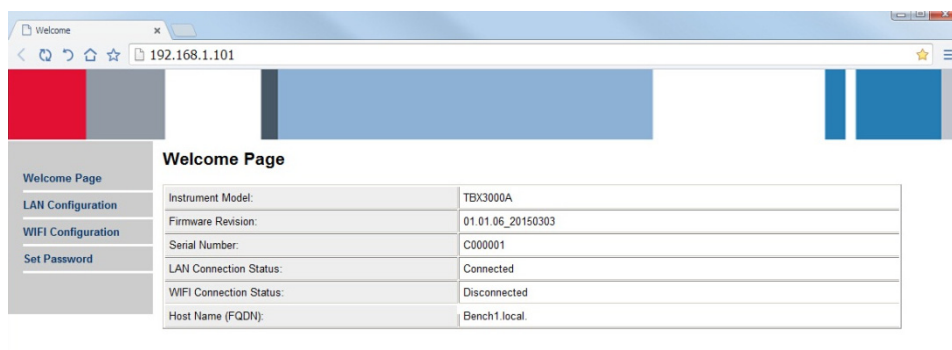 Welcome
192.168.1.101
Welcome Page
LAN Configuration
WIFI Configuration
Set Password
Welcome Page
Instrument Model: TBX3000A
Firmware Revision: 01.01.06_20150303
Serial Number: C000001
LAN Connection Status: Connected
WIFI Connection Status: Disconnected
Host Name (FQDN): Bench1.local.